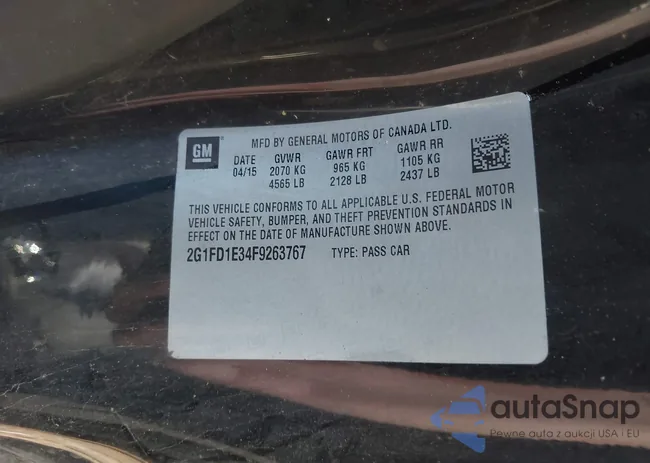 MFD BY GENERAL MOTORS OF CANADA LTD.
GM
DATE GVWR GAWR FRT GAWR RR
04/15 2070 KG 965 KG 1105 KG
4565 LB 2128 LB 2437 LB
THIS VEHICLE CONFORMS TO ALL APPLICABLE U.S. FEDERAL MOTOR
VEHICLE SAFETY, BUMPER, AND THEFT PREVENTION STANDARDS IN
EFFECT ON THE DATE OF MANUFACTURE SHOWN ABOVE.
2G1FD1E34F9263767 TYPE: PASS CAR
autaSnap
Pewne auta z aukcji USA i EU